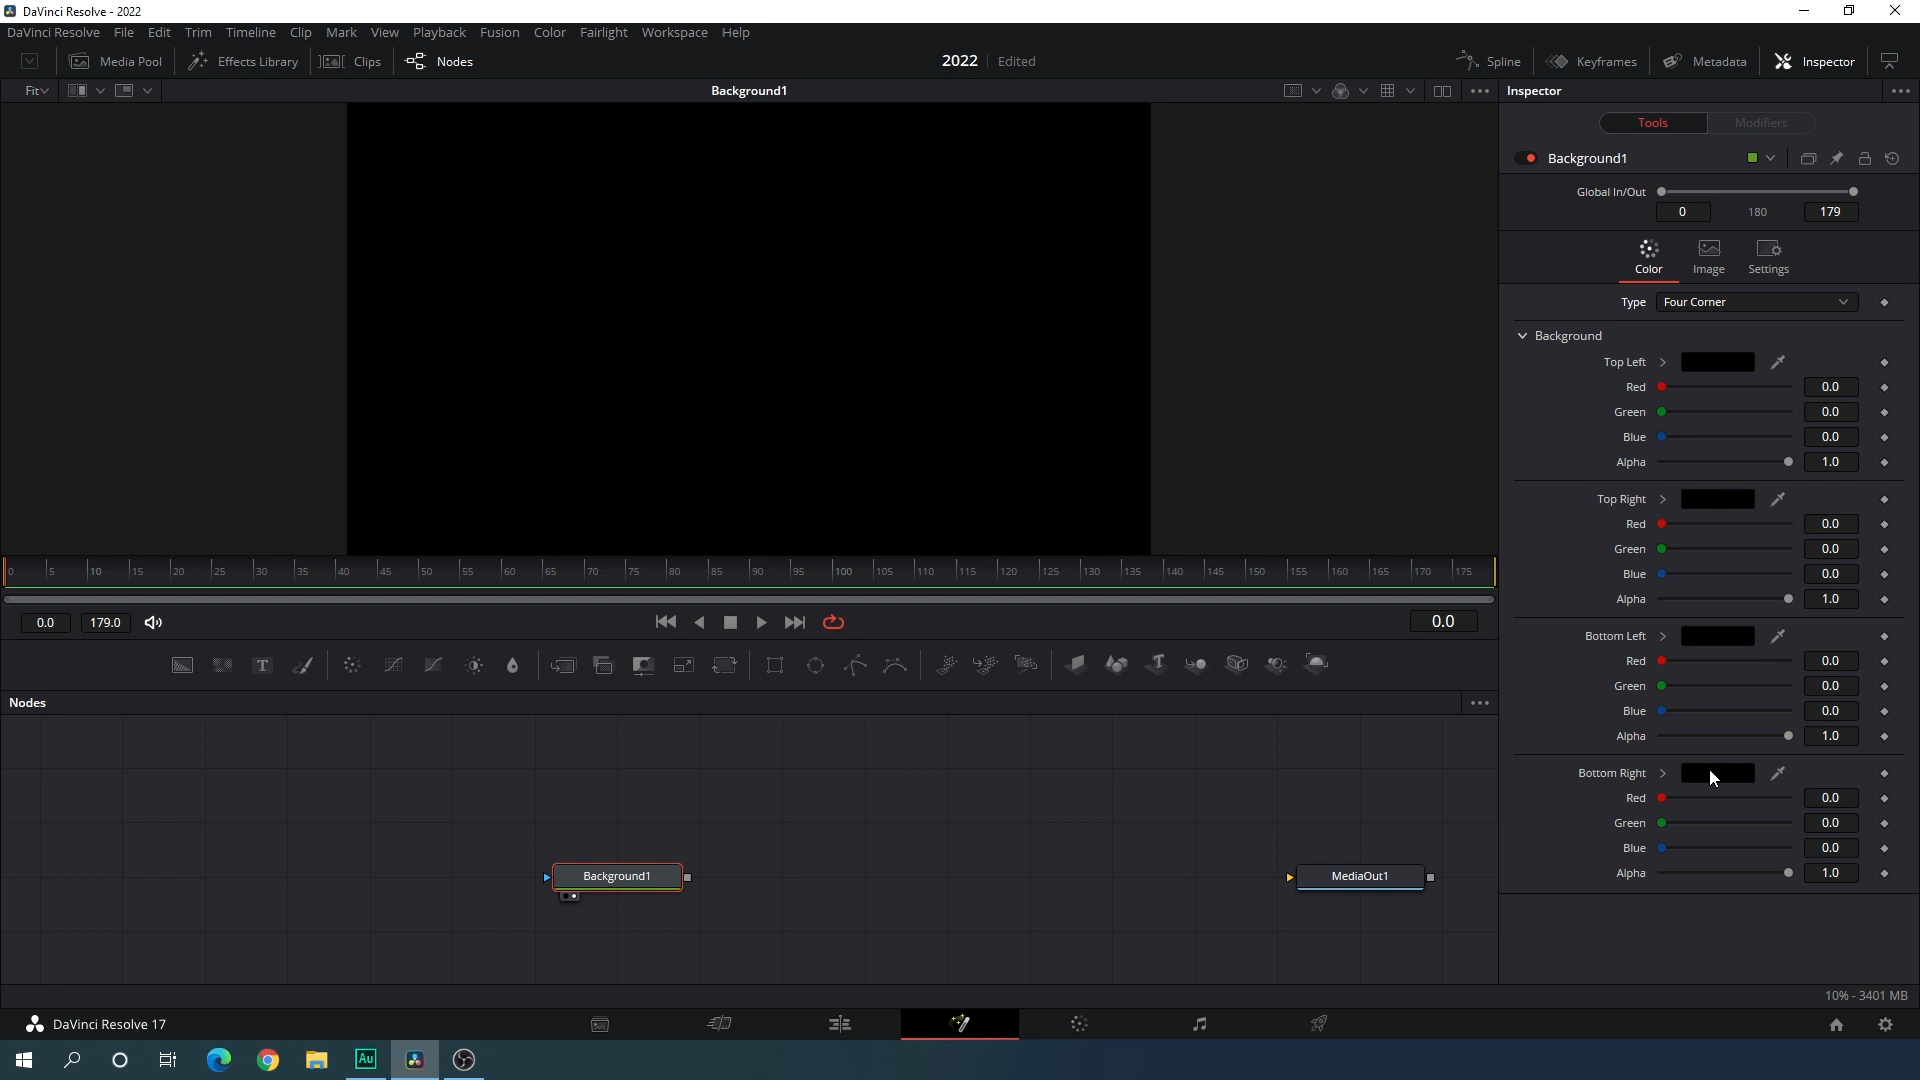 DaVinci Resolve - 2022
DaVinci Resolve File Edit Trim Timeline Clip Mark View Playback Fusion Color Fairlight Workspace Help
Media Pool Effects Library Clips Nodes 2022 Edited Spline Keyframes Metadata Inspector
Fit Background1 Inspector
Tools Modifiers
Background1
Global In/Out
0 180 179
Color Image Settings
Type Four Corner
Background
Top Left
Red 0.0
Green 0.0
Blue 0.0
Alpha 1.0
Top Right
Red 0.0
Green 0.0
Blue 0.0
Alpha 1.0
Bottom Left
Red 0.0
Green 0.0
Blue 0.0
Alpha 1.0
Bottom Right
Red 0.0
Green 0.0
Blue 0.0
Alpha 1.0
0 5 10 15 20 25 30 35 40 45 50 55 60 65 70 75 80 85 90 95 100 105 110 115 120 125 130 135 140 145 150 155 160 165 170 175
0.0 179.0 0.0
T T
Nodes
Background1 MediaOut1
10% - 3401 MB
DaVinci Resolve 17
Au